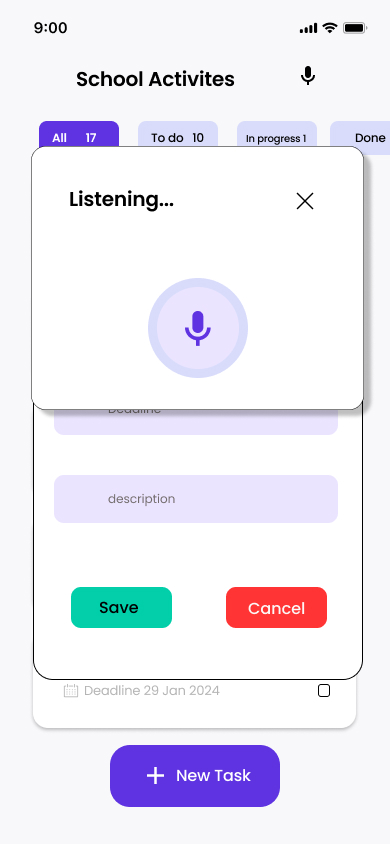 9:00
School Activites
All 17 To do 10 In progress 1 Done
Listening...
Deadline
description
Save Cancel
Deadline 29 Jan 2024
New Task